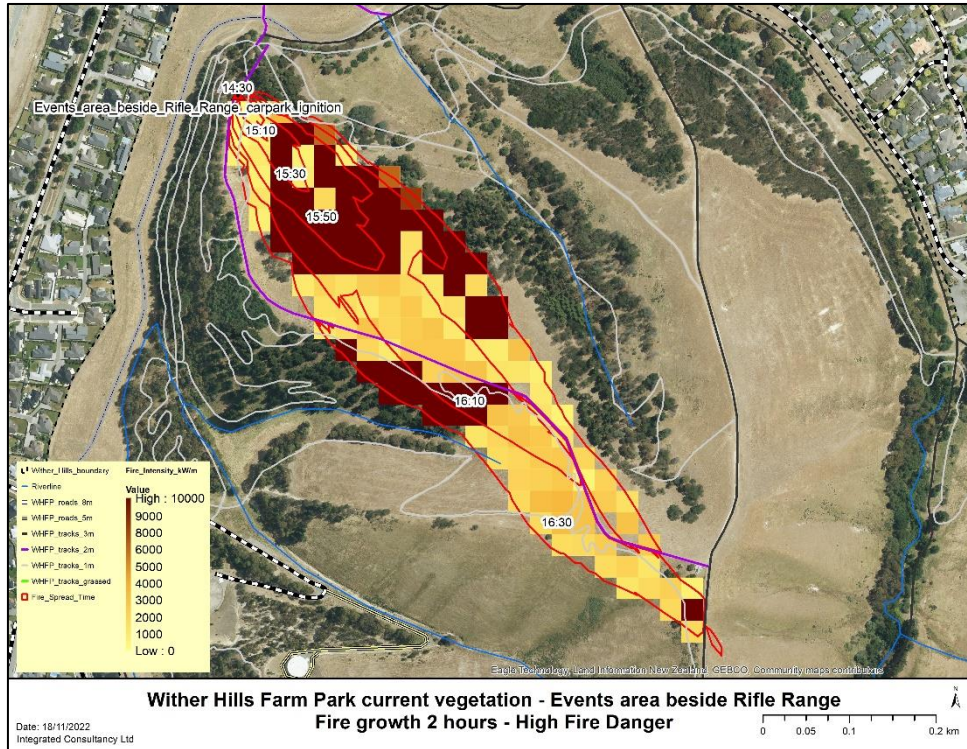 14:30
Events_area_beside_Rifle_Range_carpark_ignition
15:10
15:30
15:50
16:10
16:30
Wither_Hills_boundary
Riverline
WHFP_roads_8m
WHFP_roads_5m
WHFP_tracks_3m
WHFP_tracks_2m
WHFP_tracks_1m
WHFP_tracks_grassed
Fire_Spread_Time
Fire_Intensity_kW/m
Value
High : 10000
9000
8000
7000
6000
5000
4000
3000
2000
1000
Low : 0
Eagle Technology, Land Information New Zealand, GEBCO, Community maps contributors
Wither Hills Farm Park current vegetation - Events area beside Rifle Range
Fire growth 2 hours - High Fire Danger
Date: 18/11/2022
Integrated Consultancy Ltd
N
0 0.05 0.1 0.2 km